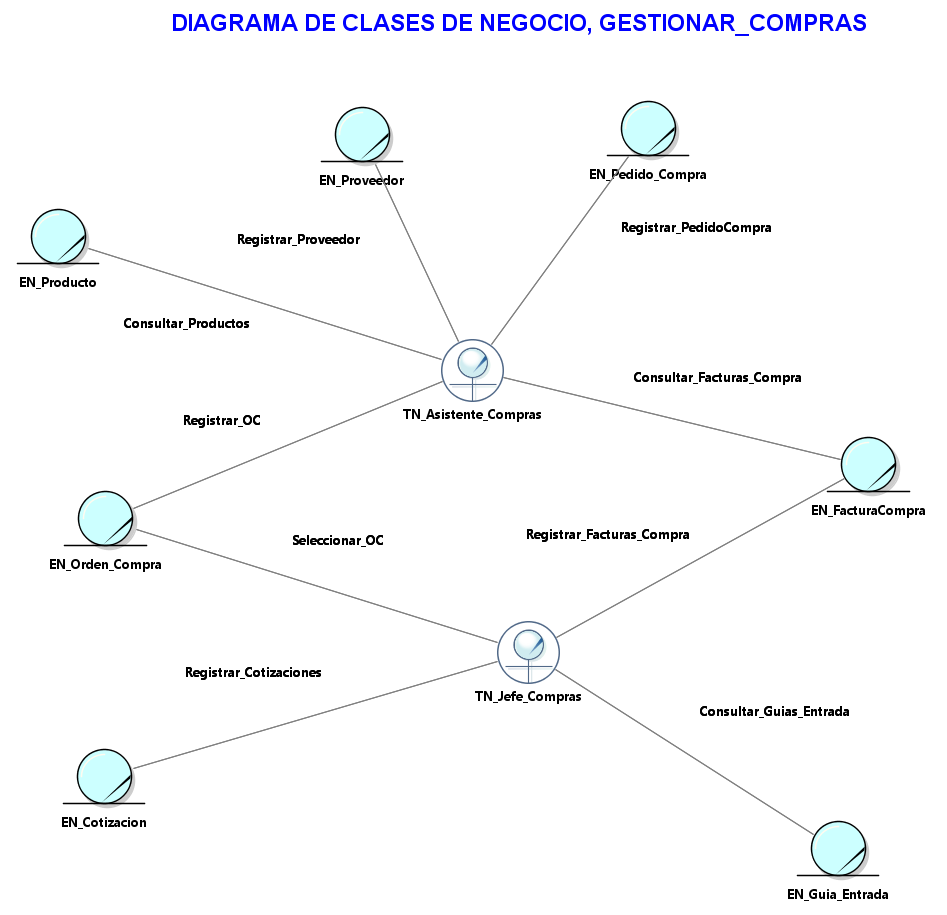 DIAGRAMA DE CLASES DE NEGOCIO, GESTIONAR_COMPRAS
EN_Proveedor
EN_Pedido_Compra
Registrar_Proveedor
Registrar_PedidoCompra
EN_Producto
Consultar_Productos
Consultar_Facturas_Compra
TN_Asistente_Compras
Registrar_OC
EN_FacturaCompra
Registrar_Facturas_Compra
Seleccionar_OC
EN_Orden_Compra
Registrar_Cotizaciones
TN_Jefe_Compras
Consultar_Guias_Entrada
EN_Cotizacion
EN_Guia_Entrada